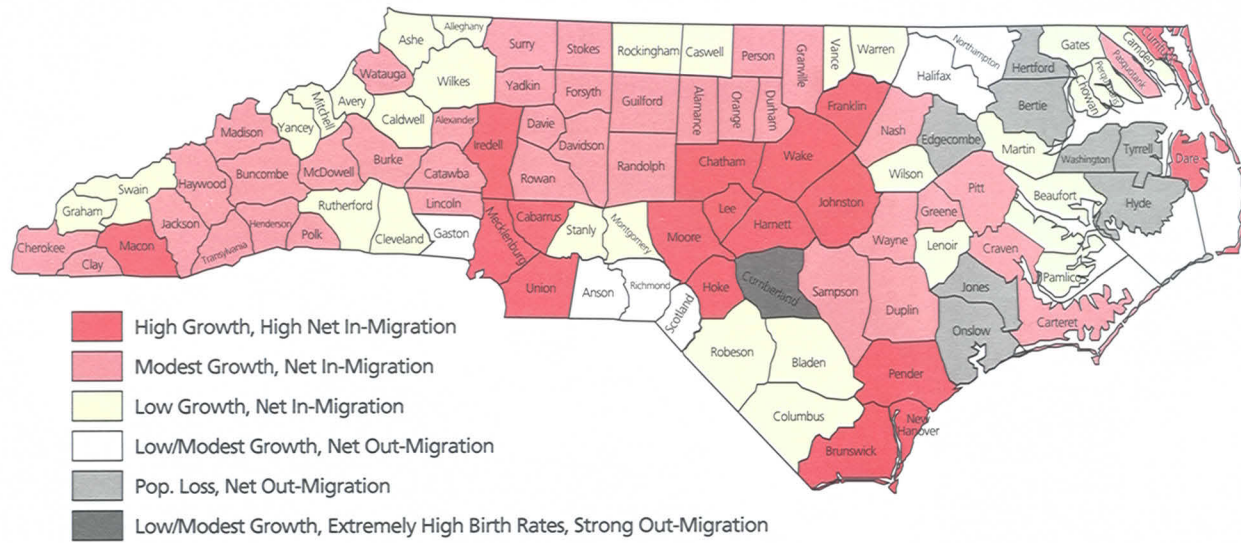 Alleghany
Ashe
Surry
Stokes
Rockingham
Caswell
Person
Granville
Vance
Warren
Northampton
Gates
Camden
Currituck
Pasquotank
Perquimans
Chowan
Halifax
Hertford
Watauga
Wilkes
Yadkin
Forsyth
Guilford
Alamance
Orange
Durham
Franklin
Bertie
Mitchell
Avery
Caldwell
Alexander
Davie
Nash
Edgecombe
Madison
Yancey
Iredell
Davidson
Randolph
Chatham
Wake
Martin
Washington
Tyrrell
Dare
Swain
Haywood
Buncombe
McDowell
Burke
Catawba
Rowan
Wilson
Pitt
Beaufort
Hyde
Graham
Jackson
Henderson
Rutherford
Lincoln
Lee
Johnston
Greene
Cherokee
Macon
Transylvania
Polk
Cleveland
Gaston
Mecklenburg
Cabarrus
Stanly
Montgomery
Moore
Harnett
Wayne
Lenoir
Craven
Pamlico
Clay
Union
Anson
Richmond
Scotland
Hoke
Cumberland
Sampson
Duplin
Jones
Onslow
Carteret
Robeson
Bladen
Pender
Columbus
New
Hanover
Brunswick
High Growth, High Net In-Migration
Modest Growth, Net In-Migration
Low Growth, Net In-Migration
Low/Modest Growth, Net Out-Migration
Pop. Loss, Net Out-Migration
Low/Modest Growth, Extremely High Birth Rates, Strong Out-Migration